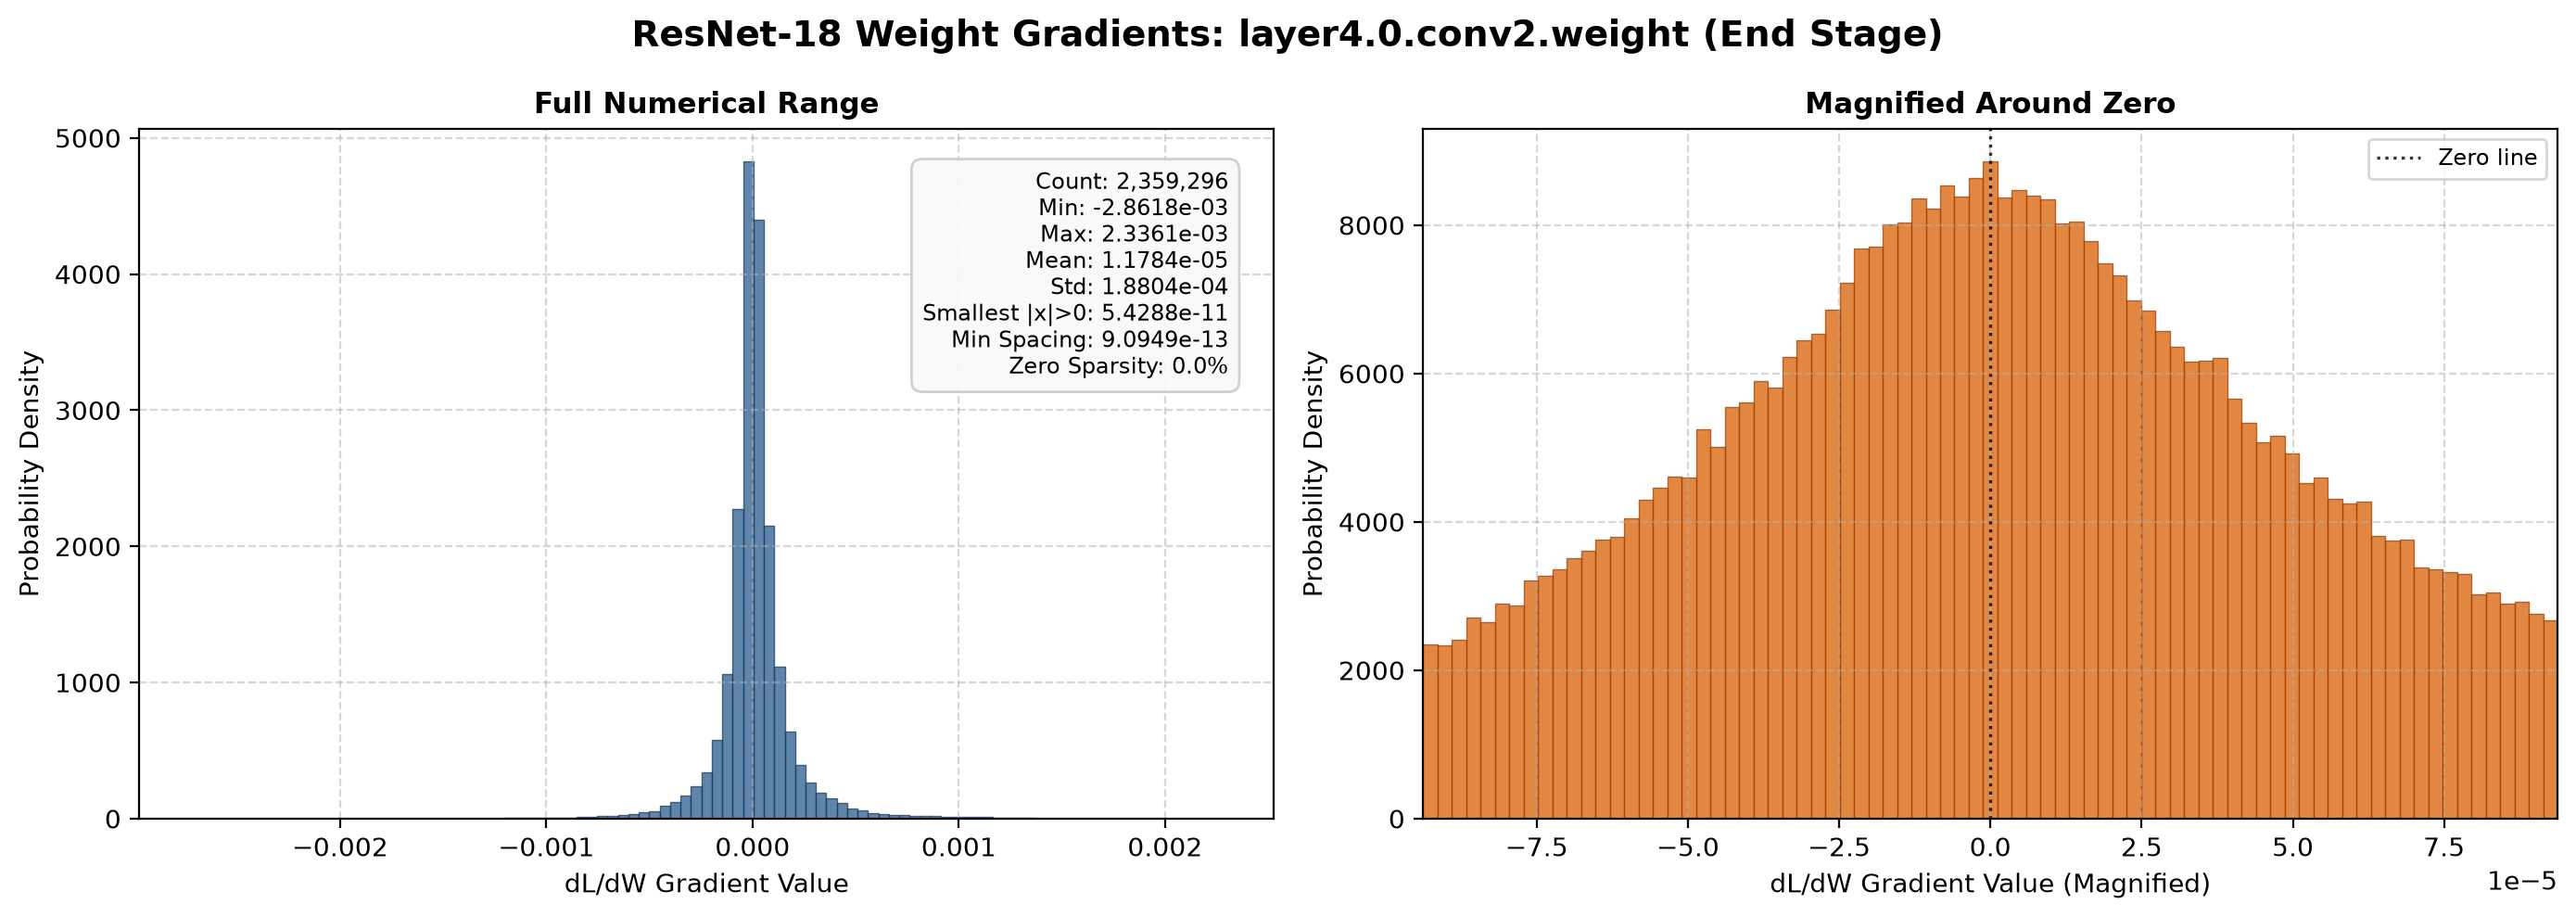 ResNet-18 Weight Gradients: layer4.0.conv2.weight (End Stage)
Full Numerical Range
5000
4000
3000
2000
1000
0
Probability Density
Count: 2,359,296
Min: -2.8618e-03
Max: 2.3361e-03
Mean: 1.1784e-05
Std: 1.8804e-04
Smallest |x|>0: 5.4288e-11
Min Spacing: 9.0949e-13
Zero Sparsity: 0.0%
−0.002 −0.001 0.000 0.001 0.002
dL/dW Gradient Value
Magnified Around Zero
Zero line
8000
6000
4000
2000
0
Probability Density
−7.5 −5.0 −2.5 0.0 2.5 5.0 7.5
1e−5
dL/dW Gradient Value (Magnified)